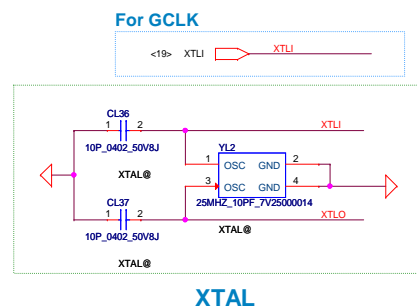 For GCLK
<19> XTLI XTLI
CL36
1 2 XTLI
10P_0402_50V8J YL2
XTAL@ 1 OSC GND 2
3 OSC GND 4
CL37 25MHZ_10PF_7V25000014
1 2 XTLO
10P_0402_50V8J XTAL@
XTAL@
XTAL